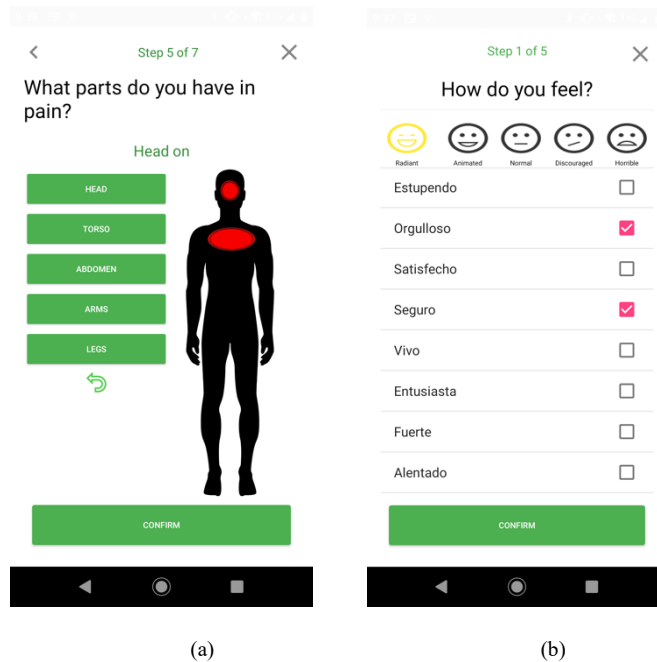 Step 5 of 7
What parts do you have in
pain?
Head on
HEAD
TORSO
ABDOMEN
ARMS
LEGS
CONFIRM
(a)
Step 1 of 5
How do you feel?
Radiant Animated Normal Discouraged Horrible
Estupendo
Orgulloso
Satisfecho
Seguro
Vivo
Entusiasta
Fuerte
Alentado
CONFIRM
(b)